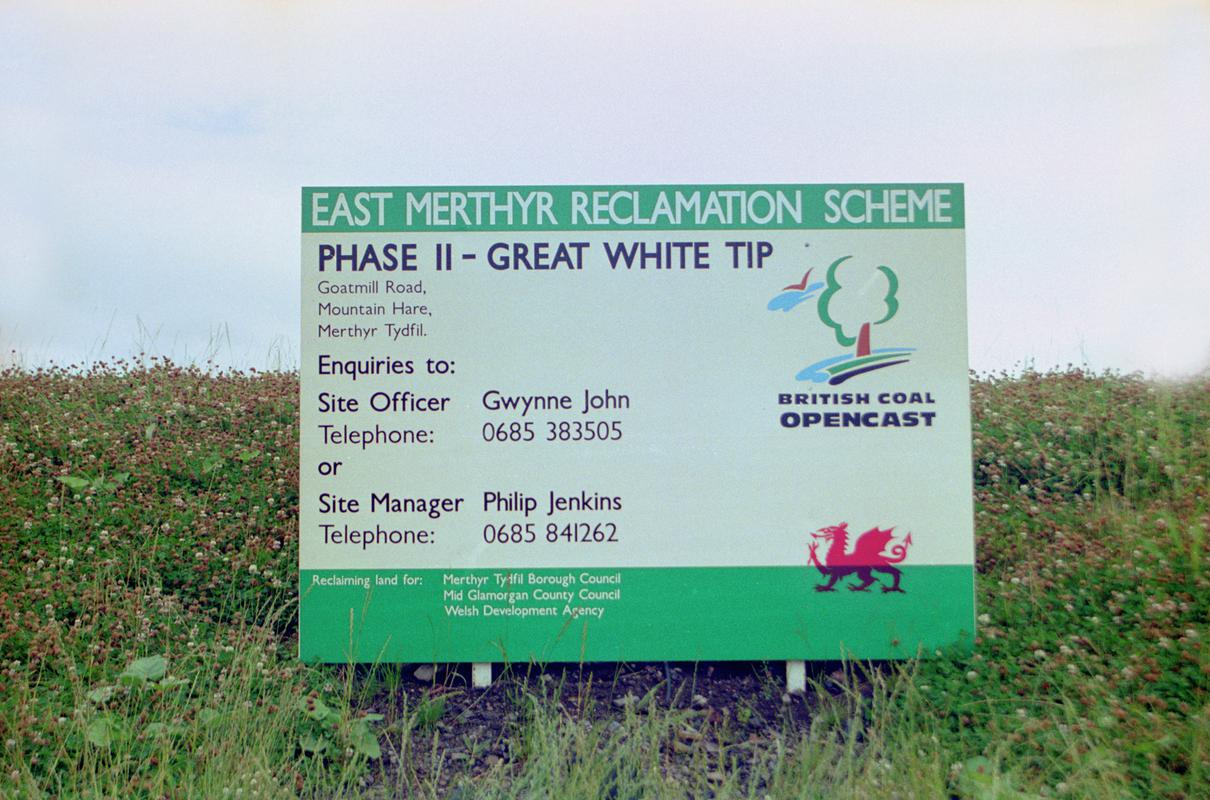 EAST MERTHYR RECLAMATION SCHEME
PHASE II - GREAT WHITE TIP
Goatmill Road,
Mountain Hare,
Merthyr Tydfil.
Enquiries to:
Site Officer Gwynne John
Telephone: 0685 383505
or
Site Manager Philip Jenkins
Telephone: 0685 841262
BRITISH COAL
OPENCAST
Reclaiming land for: Merthyr Tydfil Borough Council
Mid Glamorgan County Council
Welsh Development Agency